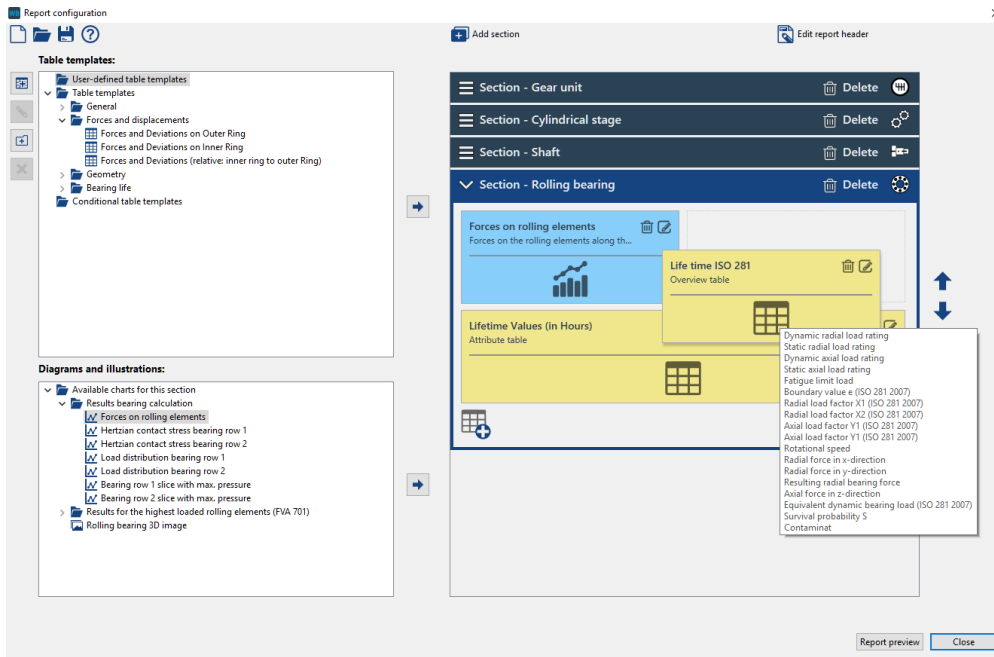 Report configuration
Add section
Edit report header
Table templates:
User-defined table templates
Table templates
General
Forces and displacements
Forces and Deviations on Outer Ring
Forces and Deviations on Inner Ring
Forces and Deviations (relative: inner ring to outer Ring)
Geometry
Bearing life
Conditional table templates
Diagrams and illustrations:
Available charts for this section
Results bearing calculation
Forces on rolling elements
Hertzian contact stress bearing row 1
Hertzian contact stress bearing row 2
Load distribution bearing row 1
Load distribution bearing row 2
Bearing row 1 slice with max. pressure
Bearing row 2 slice with max. pressure
Results for the highest loaded rolling elements (FVA 701)
Rolling bearing 3D image
Section - Gear unit
Delete
Section - Cylindrical stage
Delete
Section - Shaft
Delete
Section - Rolling bearing
Delete
Forces on rolling elements
Forces on the rolling elements along th...
Life time ISO 281
Overview table
Lifetime Values (in Hours)
Attribute table
Dynamic radial load rating
Static radial load rating
Dynamic axial load rating
Static axial load rating
Fatigue limit load
Boundary value e (ISO 281 2007)
Radial load factor X1 (ISO 281 2007)
Radial load factor X2 (ISO 281 2007)
Axial load factor Y1 (ISO 281 2007)
Axial load factor Y1 (ISO 281 2007)
Rotational speed
Radial force in x-direction
Radial force in y-direction
Resulting radial bearing force
Axial force in z-direction
Equivalent dynamic bearing load (ISO 281 2007)
Survival probability S
Contaminat
Report preview
Close